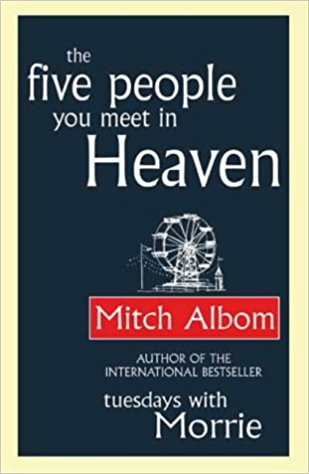 the
five people
you meet in
Heaven
Mitch Albom
AUTHOR OF THE
INTERNATIONAL BESTSELLER
tuesdays with
Morrie